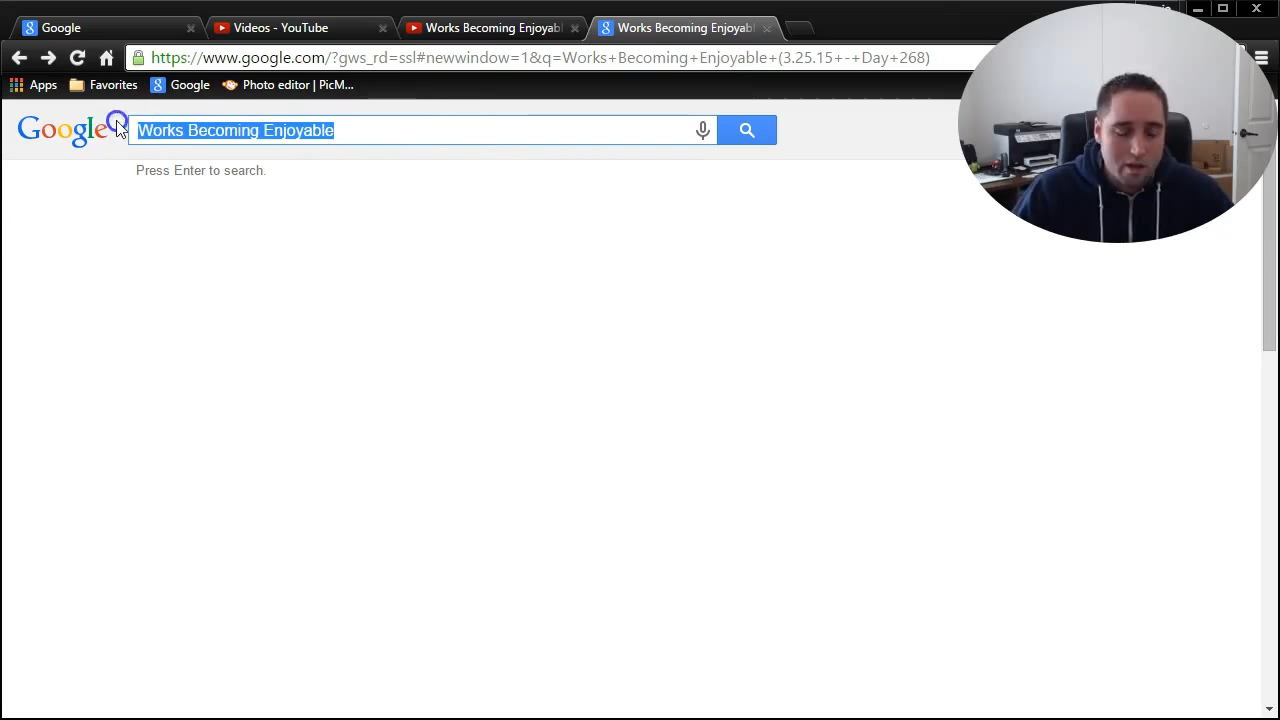 Google
Videos - YouTube
Works Becoming Enjoyabl
Works Becoming Enjoyabl
https://www.google.com/?gws_rd=ssl#newwindow=1&q=Works+Becoming+Enjoyable+(3.25.15+-+Day+268)
Apps
Favorites
Google
Photo editor | PicM...
Google
Works Becoming Enjoyable
Press Enter to search.